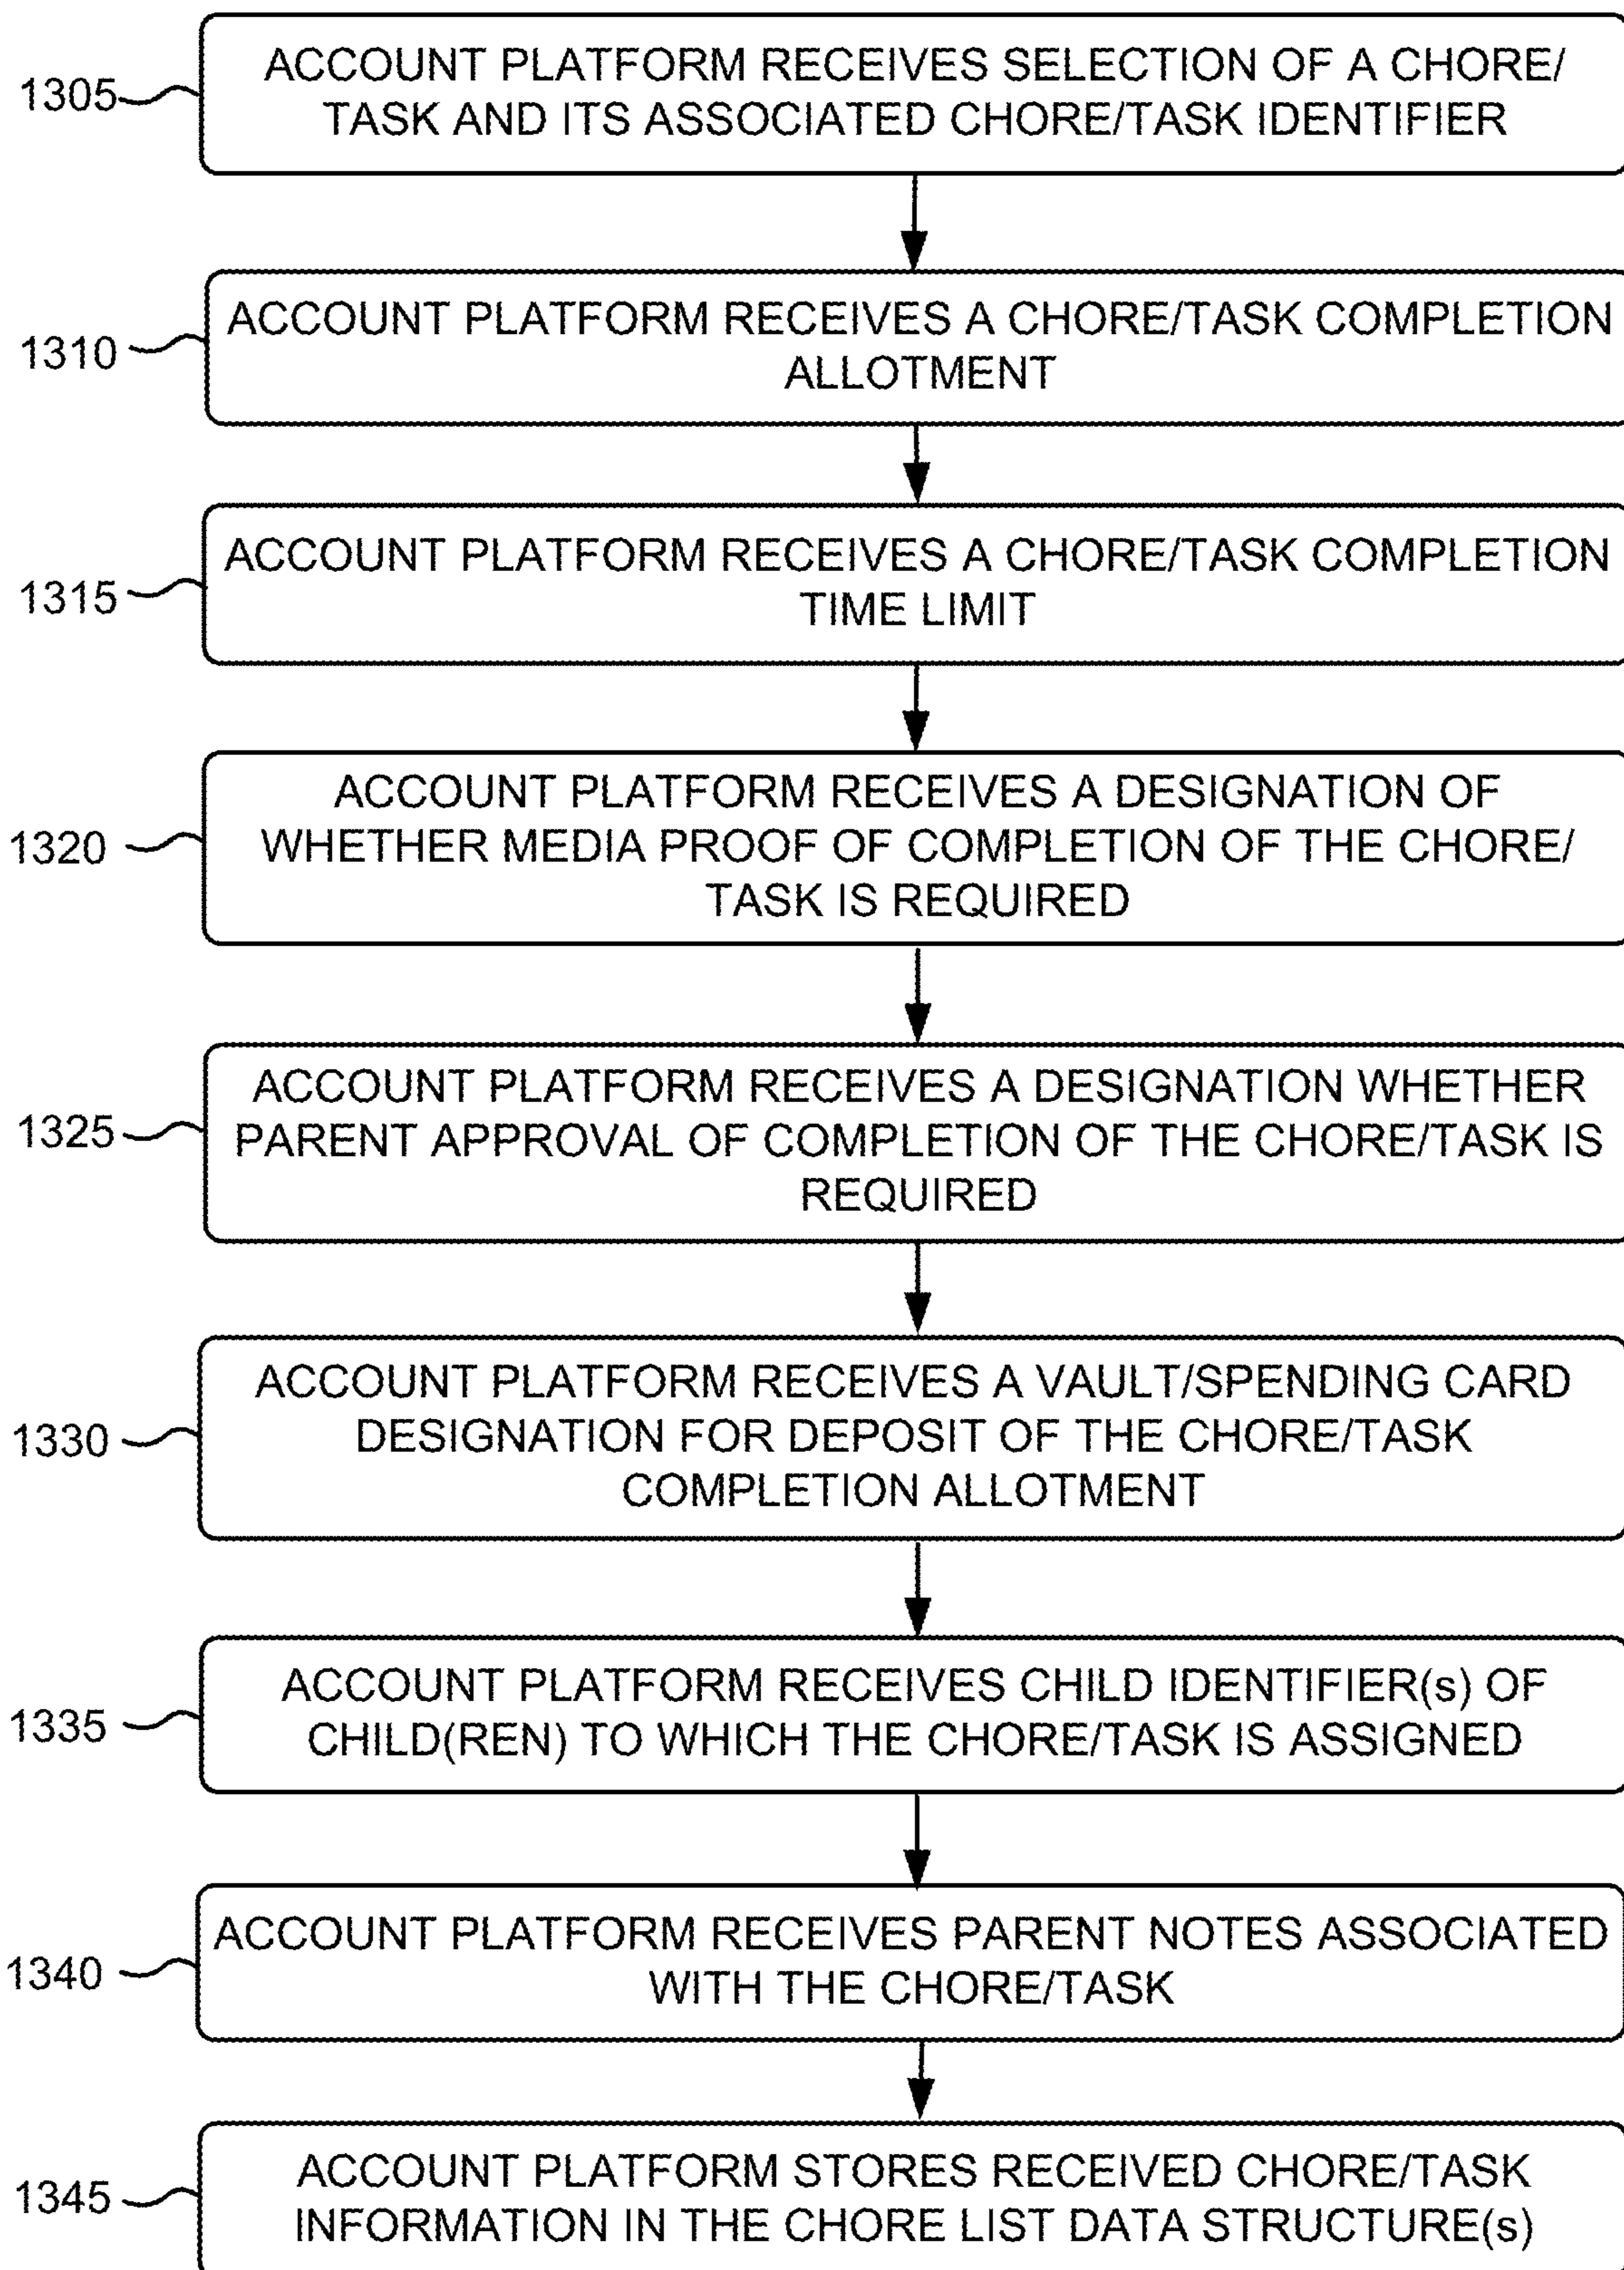 1305
ACCOUNT PLATFORM RECEIVES SELECTION OF A CHORE/
TASK AND ITS ASSOCIATED CHORE/TASK IDENTIFIER
1310
ACCOUNT PLATFORM RECEIVES A CHORE/TASK COMPLETION
ALLOTMENT
1315
ACCOUNT PLATFORM RECEIVES A CHORE/TASK COMPLETION
TIME LIMIT
1320
ACCOUNT PLATFORM RECEIVES A DESIGNATION OF
WHETHER MEDIA PROOF OF COMPLETION OF THE CHORE/
TASK IS REQUIRED
1325
ACCOUNT PLATFORM RECEIVES A DESIGNATION WHETHER
PARENT APPROVAL OF COMPLETION OF THE CHORE/TASK IS
REQUIRED
1330
ACCOUNT PLATFORM RECEIVES A VAULT/SPENDING CARD
DESIGNATION FOR DEPOSIT OF THE CHORE/TASK
COMPLETION ALLOTMENT
1335
ACCOUNT PLATFORM RECEIVES CHILD IDENTIFIER(s) OF
CHILD(REN) TO WHICH THE CHORE/TASK IS ASSIGNED
1340
ACCOUNT PLATFORM RECEIVES PARENT NOTES ASSOCIATED
WITH THE CHORE/TASK
1345
ACCOUNT PLATFORM STORES RECEIVED CHORE/TASK
INFORMATION IN THE CHORE LIST DATA STRUCTURE(s)